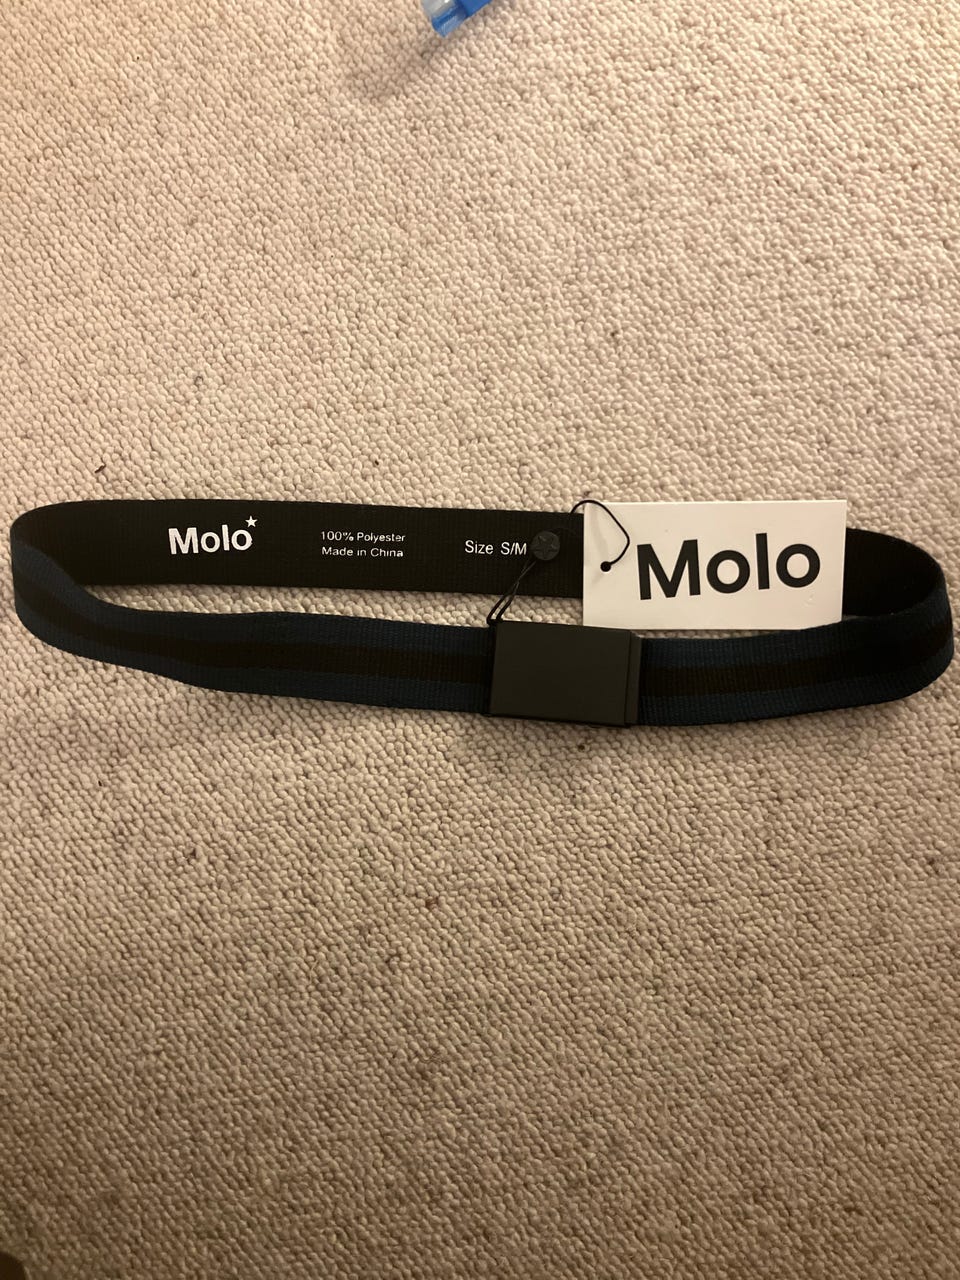 Molo
100% Polyester
Made in China
Size S/M
Molo